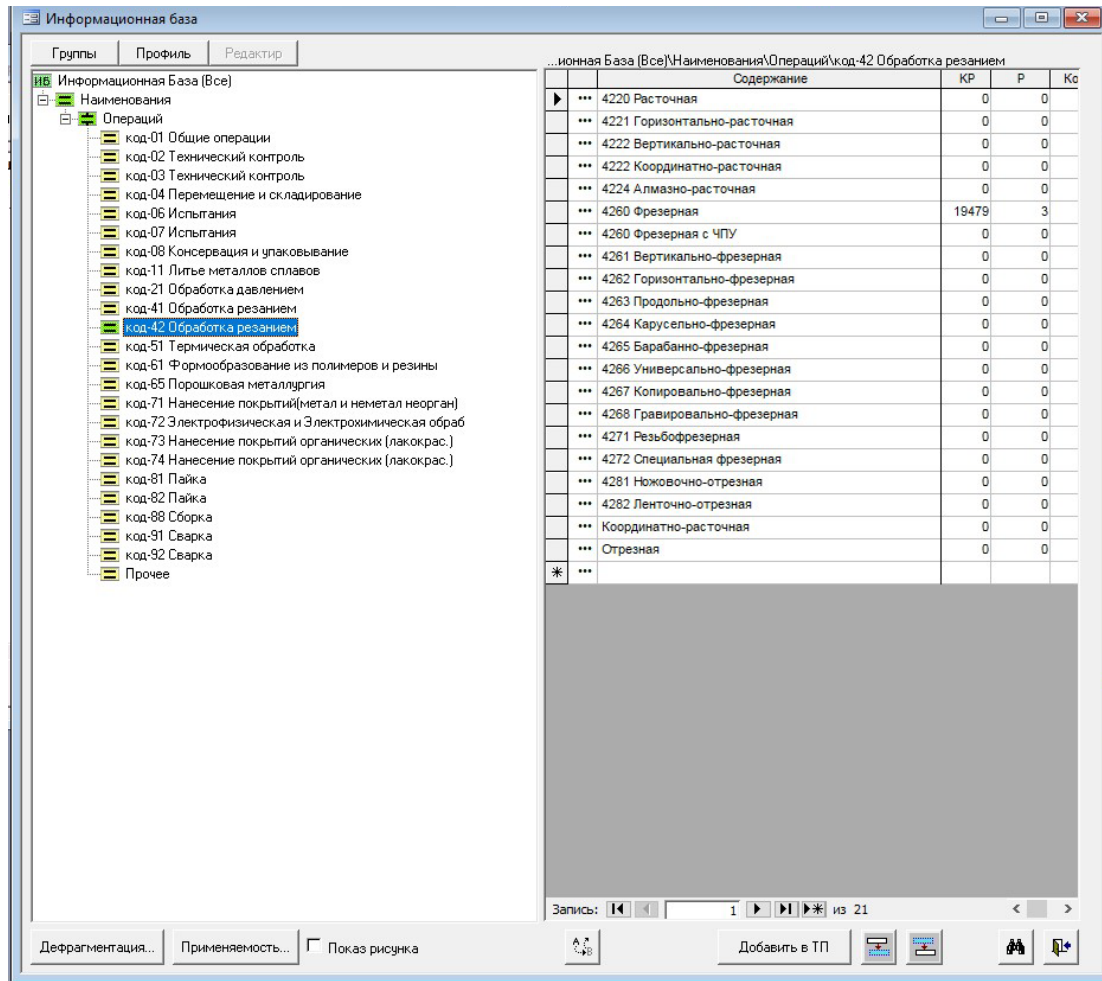 Информационная база
Группы Профиль Редактир
ИБ Информационная База (Все)
Наименования
Операций
код-01 Общие операции
код-02 Технический контроль
код-03 Технический контроль
код-04 Перемещение и складирование
код-06 Испытания
код-07 Испытания
код-08 Консервация и упаковывание
код-11 Литье металлов сплавов
код-21 Обработка давлением
код-41 Обработка резанием
код-42 Обработка резанием
код-51 Термическая обработка
код-61 Формообразование из полимеров и резины
код-65 Порошковая металлургия
код-71 Нанесение покрытий(метал и неметал неорган)
код-72 Электрофизическая и Электрохимическая обраб
код-73 Нанесение покрытий органических (лакокрас.)
код-74 Нанесение покрытий органических (лакокрас.)
код-81 Пайка
код-82 Пайка
код-88 Сборка
код-91 Сварка
код-92 Сварка
Прочее
...ионная База (Все)\Наименования\Операций\код-42 Обработка резанием
Содержание КР Р Ко
••• 4220 Расточная 0 0
••• 4221 Горизонтально-расточная 0 0
••• 4222 Вертикально-расточная 0 0
••• 4222 Координатно-расточная 0 0
••• 4224 Алмазно-расточная 0 0
••• 4260 Фрезерная 19479 3
••• 4260 Фрезерная с ЧПУ 0 0
••• 4261 Вертикально-фрезерная 0 0
••• 4262 Горизонтально-фрезерная 0 0
••• 4263 Продольно-фрезерная 0 0
••• 4264 Карусельно-фрезерная 0 0
••• 4265 Барабанно-фрезерная 0 0
••• 4266 Универсально-фрезерная 0 0
••• 4267 Копировально-фрезерная 0 0
••• 4268 Гравировально-фрезерная 0 0
••• 4271 Резьбофрезерная 0 0
••• 4272 Специальная фрезерная 0 0
••• 4281 Ножовочно-отрезная 0 0
••• 4282 Ленточно-отрезная 0 0
••• Координатно-расточная 0 0
••• Отрезная 0 0
•••
Запись: 1 из 21
Дефрагментация... Применяемость... Показ рисунка Добавить в ТП